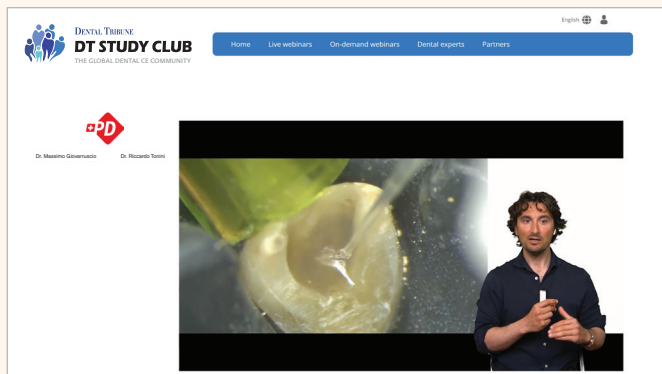 English
DENTAL TRIBUNE
DT STUDY CLUB
THE GLOBAL DENTAL CE COMMUNITY
Home Live webinars On-demand webinars Dental experts Partners
PD
Dr. Massimo Giovarruscio Dr. Riccardo Tonini